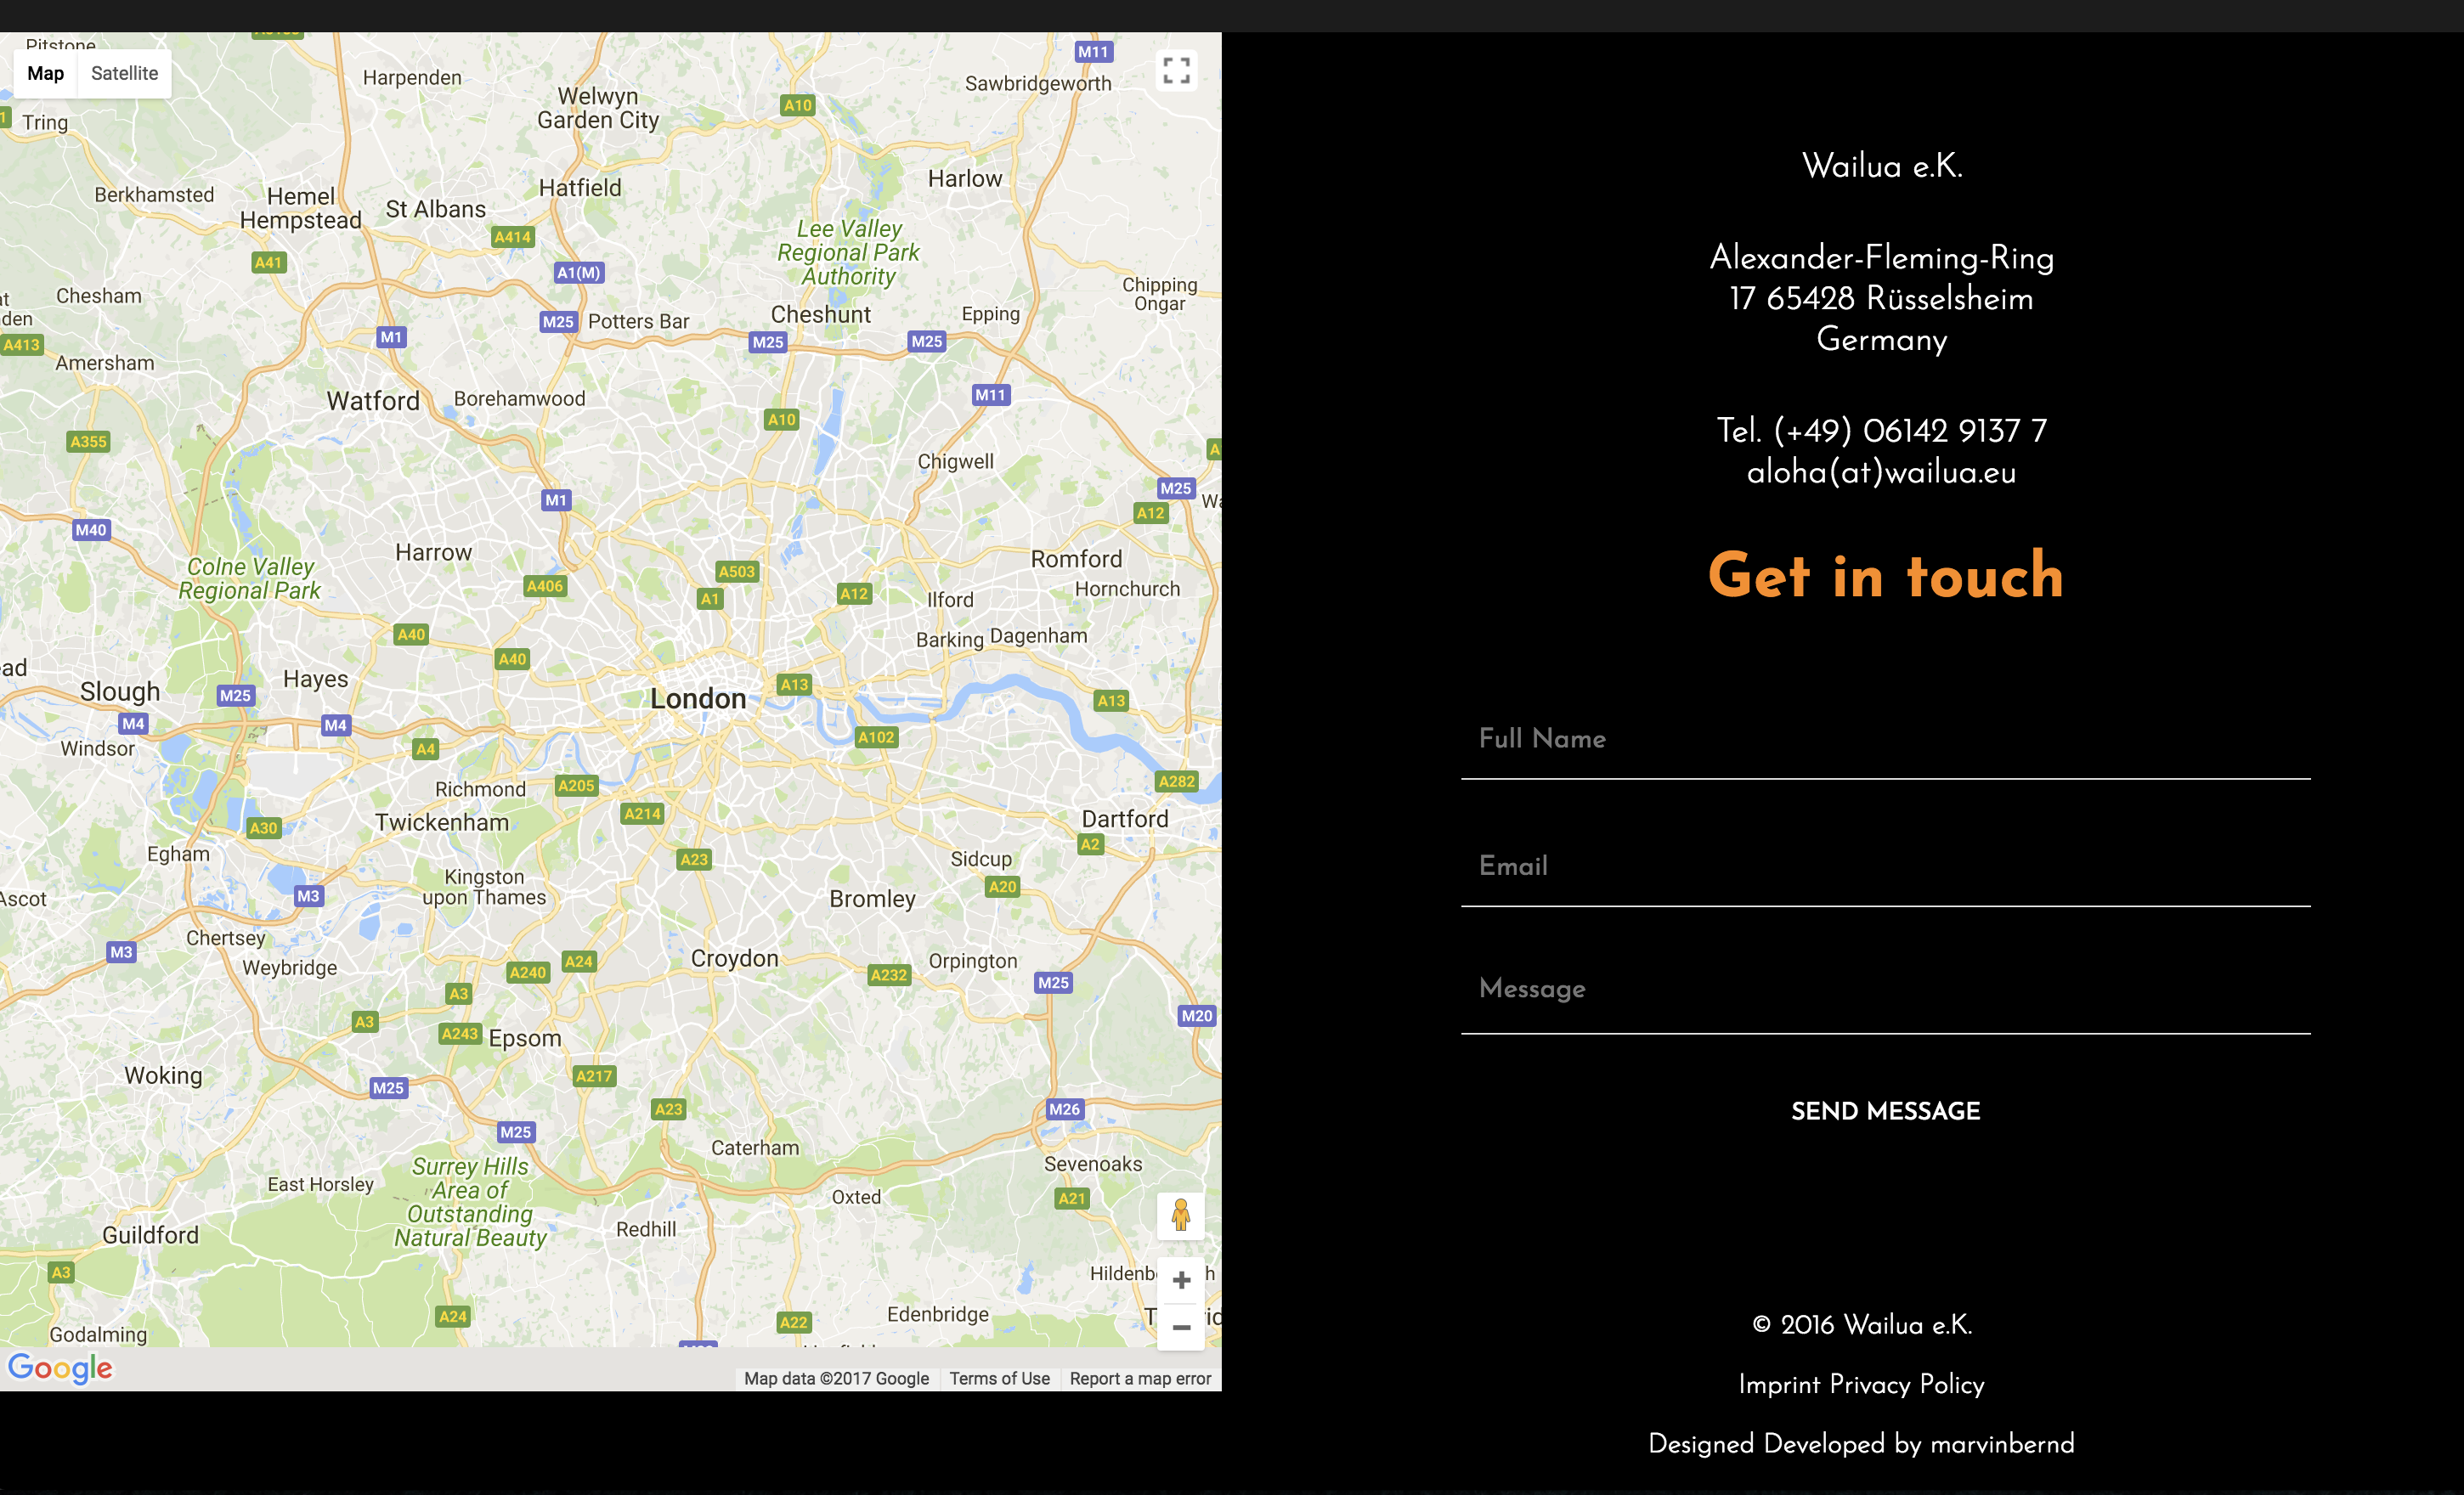 Pitstone
Map
Satellite
Tring
Harpenden
Welwyn
Garden City
A10
M11
Sawbridgeworth
Berkhamsted
Hemel
Hempstead
St Albans
Hatfield
Harlow
A414
A41
A1(M)
Lee Valley
Regional Park
Authority
Chesham
Chipping
Ongar
A413
M1
M25
Potters Bar
Cheshunt
Epping
M25
M25
Amersham
Watford
Borehamwood
M11
A10
A355
Chigwell
M1
M25
A12
M40
Harrow
Romford
Colne Valley
Regional Park
A406
A503
A1
A12
Ilford
Hornchurch
A40
Barking
Dagenham
A40
Slough
M25
Hayes
London
A13
A13
M4
M4
Windsor
A4
A102
Richmond
A205
A282
A30
Twickenham
A214
Dartford
A2
Egham
A23
Sidcup
Kingston
upon Thames
A20
M3
Ascot
Bromley
Chertsey
M3
Weybridge
A240
A24
Croydon
A232
Orpington
M25
A3
A3
A243
Epsom
M20
Woking
M25
A217
A23
M26
M25
Caterham
Surrey Hills
Area of
Outstanding
Natural Beauty
Sevenoaks
East Horsley
Oxted
A21
Guildford
Redhill
A3
A24
A22
Edenbridge
Godalming
Google
Map data ©2017 Google
Terms of Use
Report a map error
Wailua e.K.
Alexander-Fleming-Ring
17 65428 Rüsselsheim
Germany
Tel. (+49) 06142 9137 7
aloha(at)wailua.eu
Get in touch
Full Name
Email
Message
SEND MESSAGE
© 2016 Wailua e.K.
Imprint Privacy Policy
Designed Developed by marvinbernd